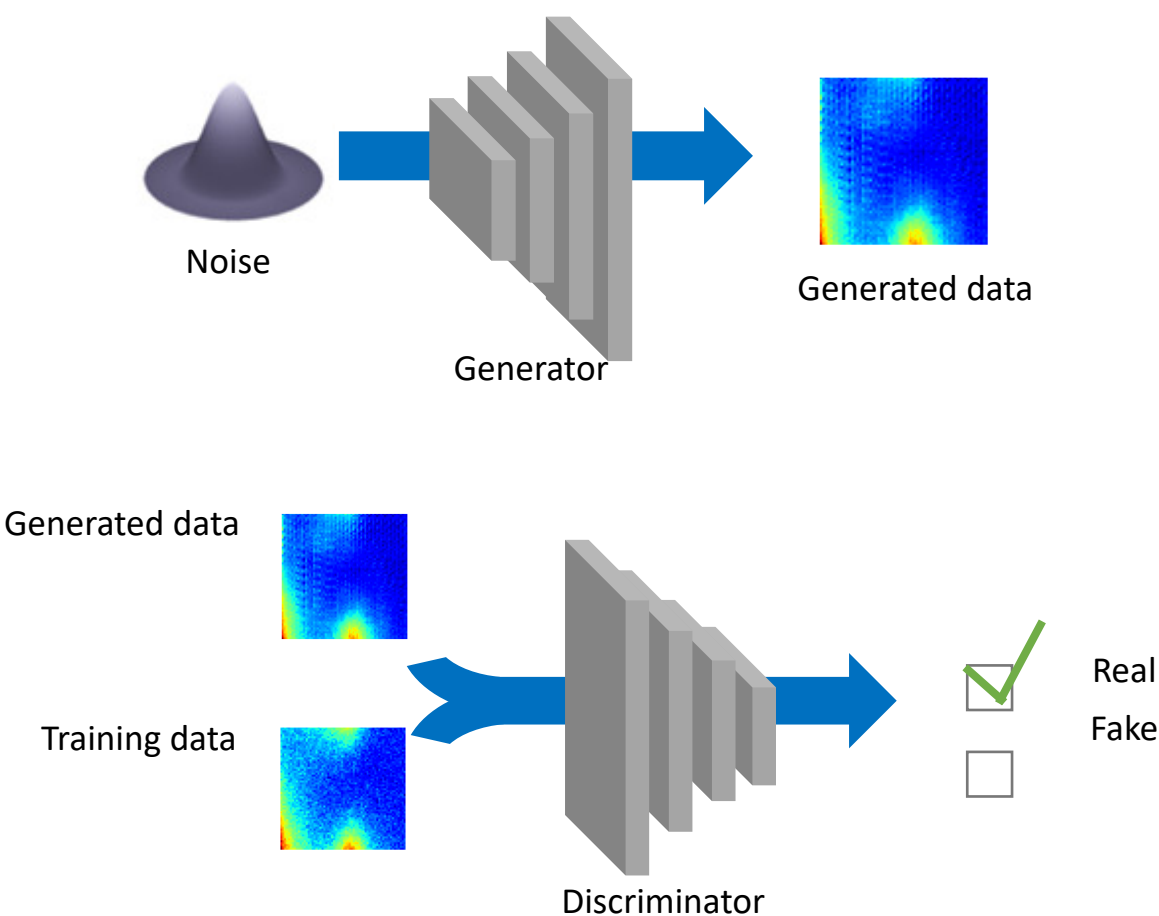 Noise
Generated data
Generator
Generated data
Training data
Real
Fake
Discriminator